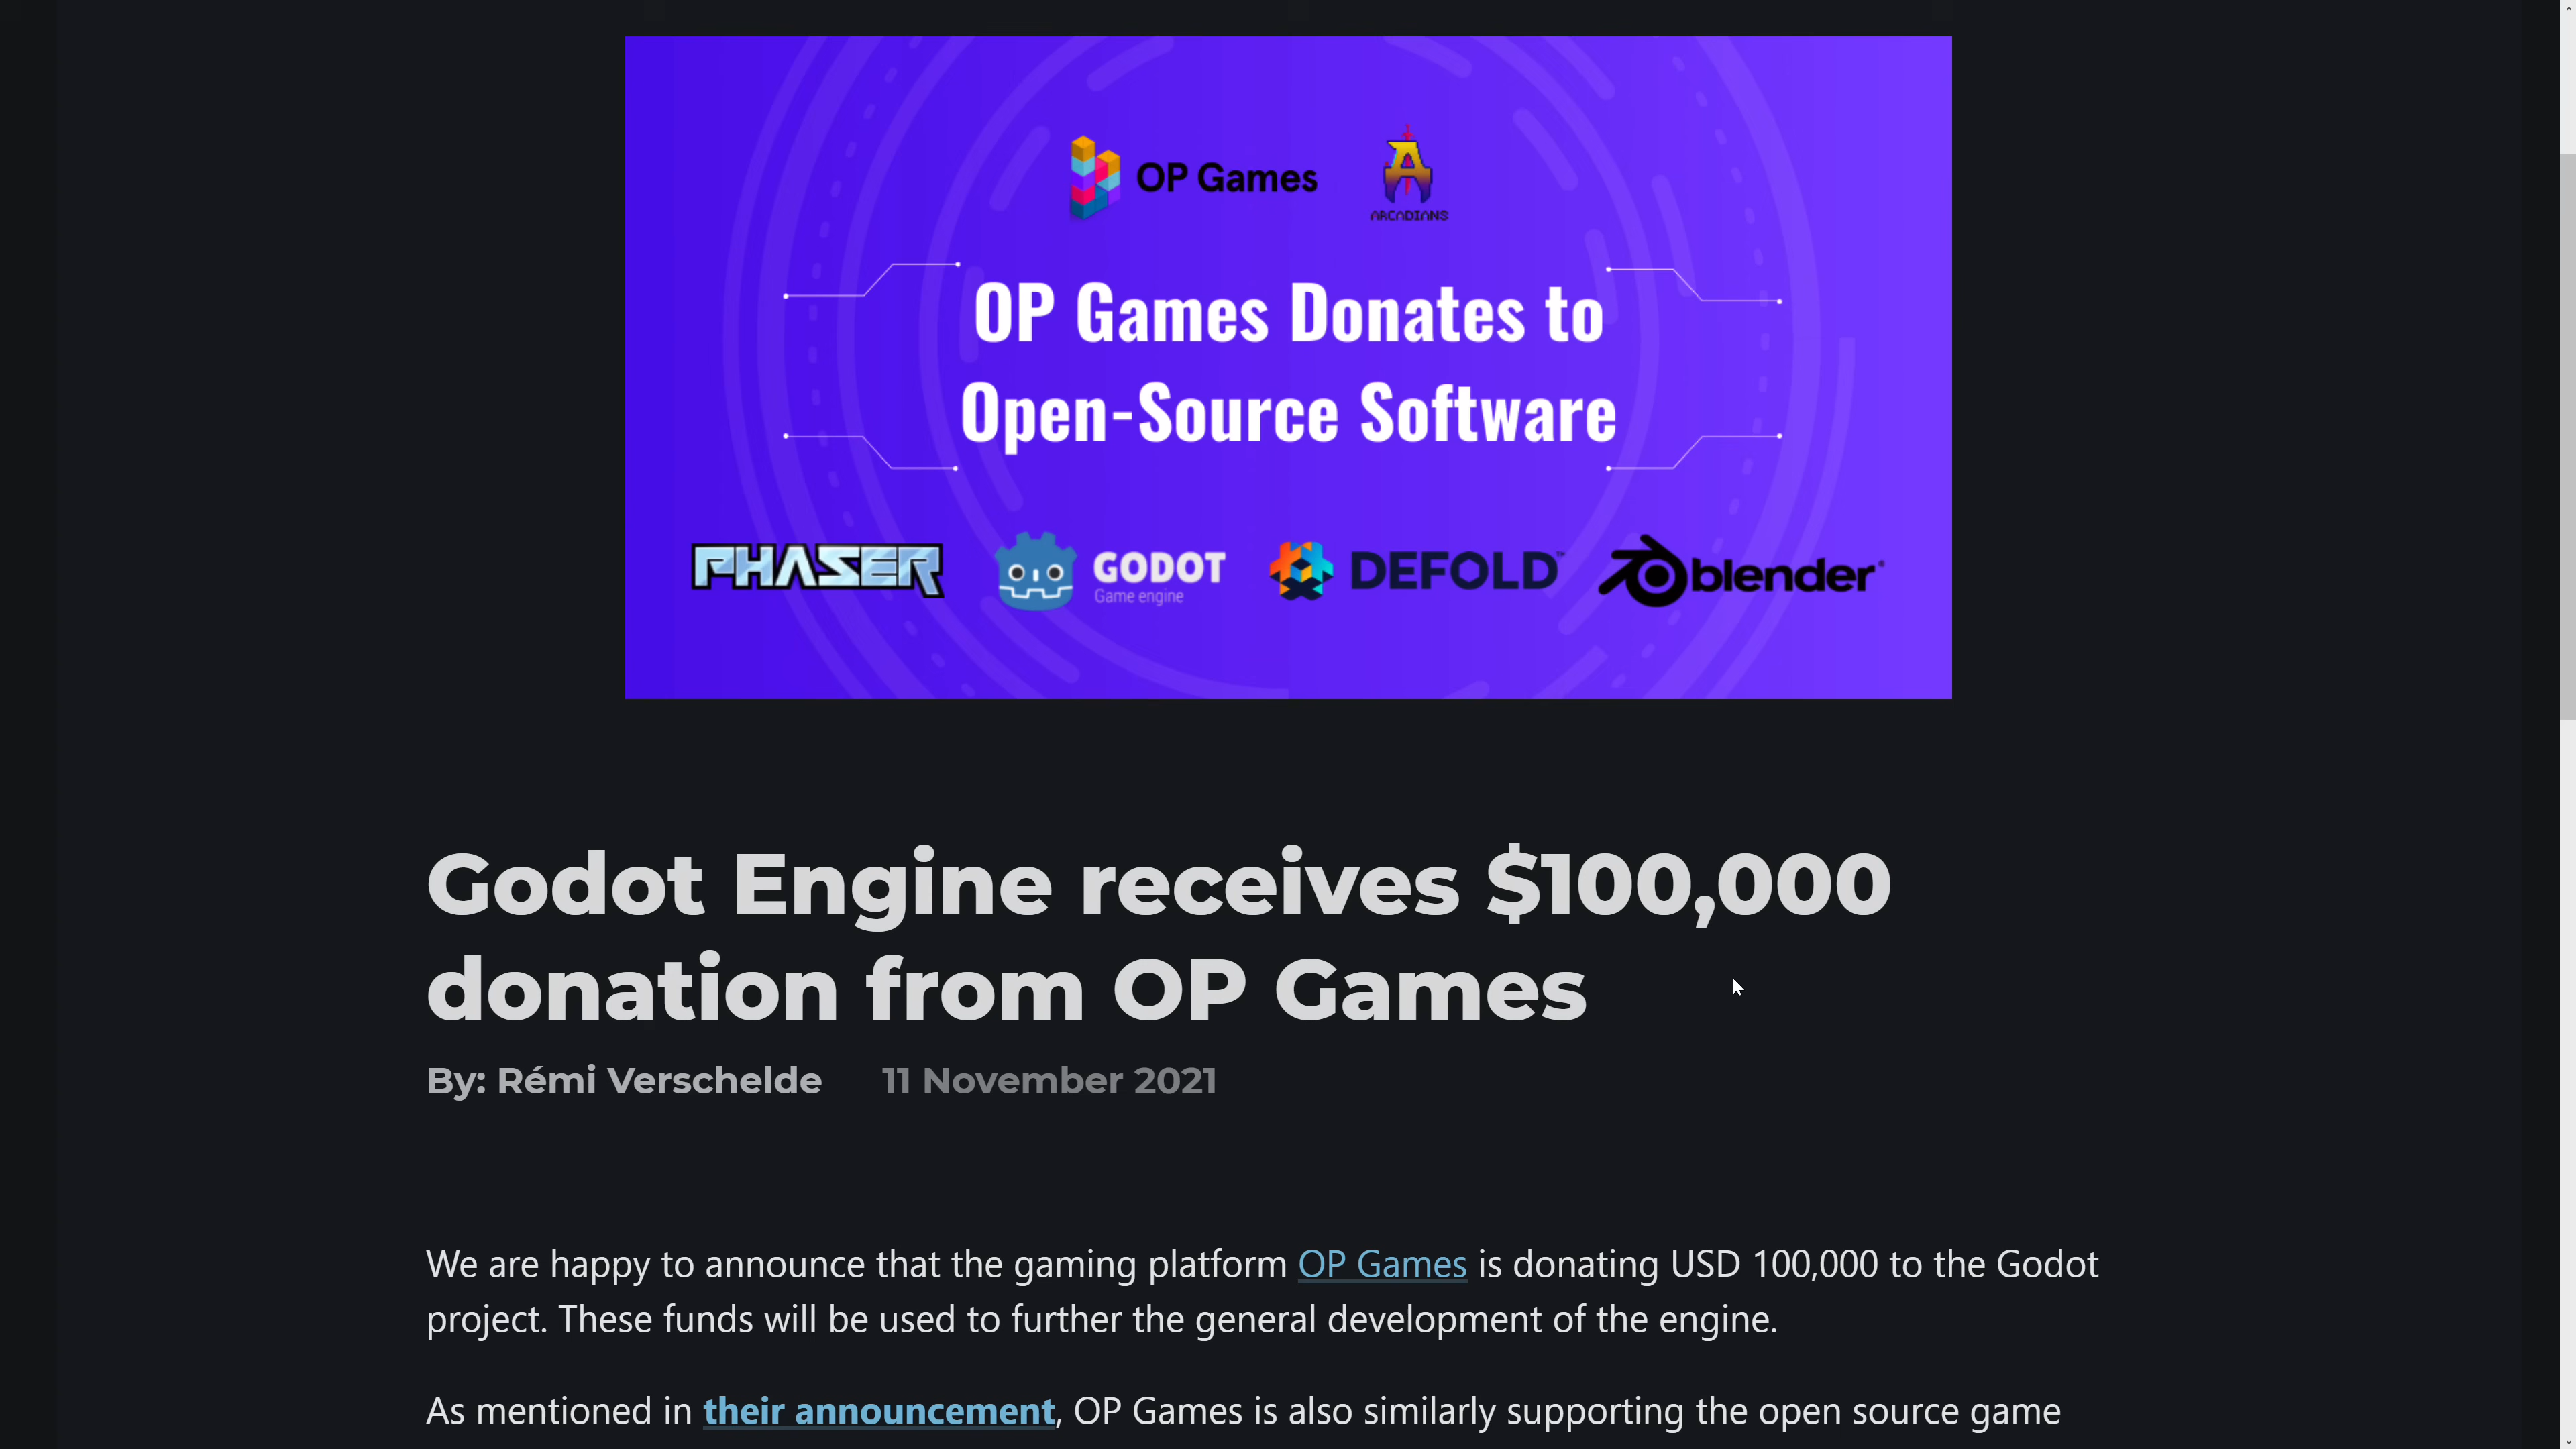 OP Games
ARCADIANS
OP Games Donates to
Open-Source Software
PHASER
GODOT
Game engine
DEFOLD™
blender
Godot Engine receives $100,000
donation from OP Games
By: Rémi Verschelde 11 November 2021
We are happy to announce that the gaming platform OP Games is donating USD 100,000 to the Godot
project. These funds will be used to further the general development of the engine.
As mentioned in their announcement, OP Games is also similarly supporting the open source game